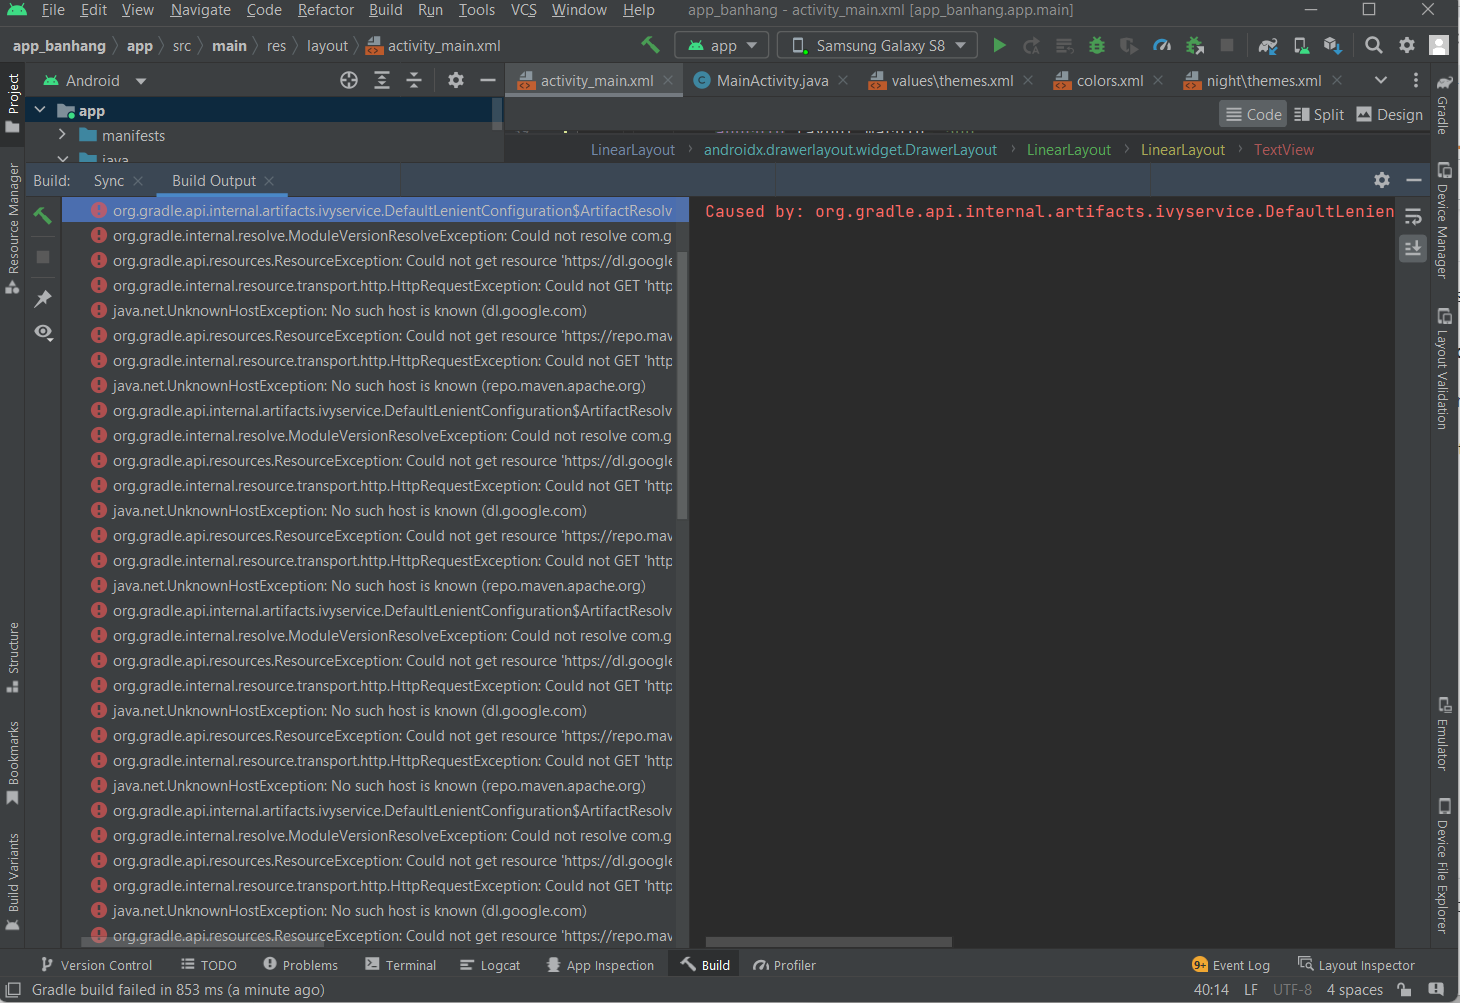 File Edit View Navigate Code Refactor Build Run Tools VCS Window Help app_banhang - activity_main.xml [app_banhang.app.main]
app_banhang app src main res layout activity_main.xml app Samsung Galaxy S8
Android activity_main.xml MainActivity.java values\themes.xml colors.xml night\themes.xml
app Code Split Design
manifests
java
LinearLayout androidx.drawerlayout.widget.DrawerLayout LinearLayout LinearLayout TextView
Build: Sync Build Output
org.gradle.api.internal.artifacts.ivyservice.DefaultLenientConfiguration$ArtifactResolv
Caused by: org.gradle.api.internal.artifacts.ivyservice.DefaultLenien
org.gradle.internal.resolve.ModuleVersionResolveException: Could not resolve com.g
org.gradle.api.resources.ResourceException: Could not get resource 'https://dl.google
org.gradle.internal.resource.transport.http.HttpRequestException: Could not GET 'http
java.net.UnknownHostException: No such host is known (dl.google.com)
org.gradle.api.resources.ResourceException: Could not get resource 'https://repo.mav
org.gradle.internal.resource.transport.http.HttpRequestException: Could not GET 'http
java.net.UnknownHostException: No such host is known (repo.maven.apache.org)
org.gradle.api.internal.artifacts.ivyservice.DefaultLenientConfiguration$ArtifactResolv
org.gradle.internal.resolve.ModuleVersionResolveException: Could not resolve com.g
org.gradle.api.resources.ResourceException: Could not get resource 'https://dl.google
org.gradle.internal.resource.transport.http.HttpRequestException: Could not GET 'http
java.net.UnknownHostException: No such host is known (dl.google.com)
org.gradle.api.resources.ResourceException: Could not get resource 'https://repo.mav
org.gradle.internal.resource.transport.http.HttpRequestException: Could not GET 'http
java.net.UnknownHostException: No such host is known (repo.maven.apache.org)
org.gradle.api.internal.artifacts.ivyservice.DefaultLenientConfiguration$ArtifactResolv
org.gradle.internal.resolve.ModuleVersionResolveException: Could not resolve com.g
org.gradle.api.resources.ResourceException: Could not get resource 'https://dl.google
org.gradle.internal.resource.transport.http.HttpRequestException: Could not GET 'http
java.net.UnknownHostException: No such host is known (dl.google.com)
org.gradle.api.resources.ResourceException: Could not get resource 'https://repo.mav
org.gradle.internal.resource.transport.http.HttpRequestException: Could not GET 'http
java.net.UnknownHostException: No such host is known (repo.maven.apache.org)
org.gradle.api.internal.artifacts.ivyservice.DefaultLenientConfiguration$ArtifactResolv
org.gradle.internal.resolve.ModuleVersionResolveException: Could not resolve com.g
org.gradle.api.resources.ResourceException: Could not get resource 'https://dl.google
org.gradle.internal.resource.transport.http.HttpRequestException: Could not GET 'http
java.net.UnknownHostException: No such host is known (dl.google.com)
org.gradle.api.resources.ResourceException: Could not get resource 'https://repo.mav
Project
Resource Manager
Structure
Bookmarks
Build Variants
Gradle
Device Manager
Layout Validation
Emulator
Device File Explorer
Version Control TODO Problems Terminal Logcat App Inspection Build Profiler 9+ Event Log Layout Inspector
Gradle build failed in 853 ms (a minute ago) 40:14 LF UTF-8 4 spaces